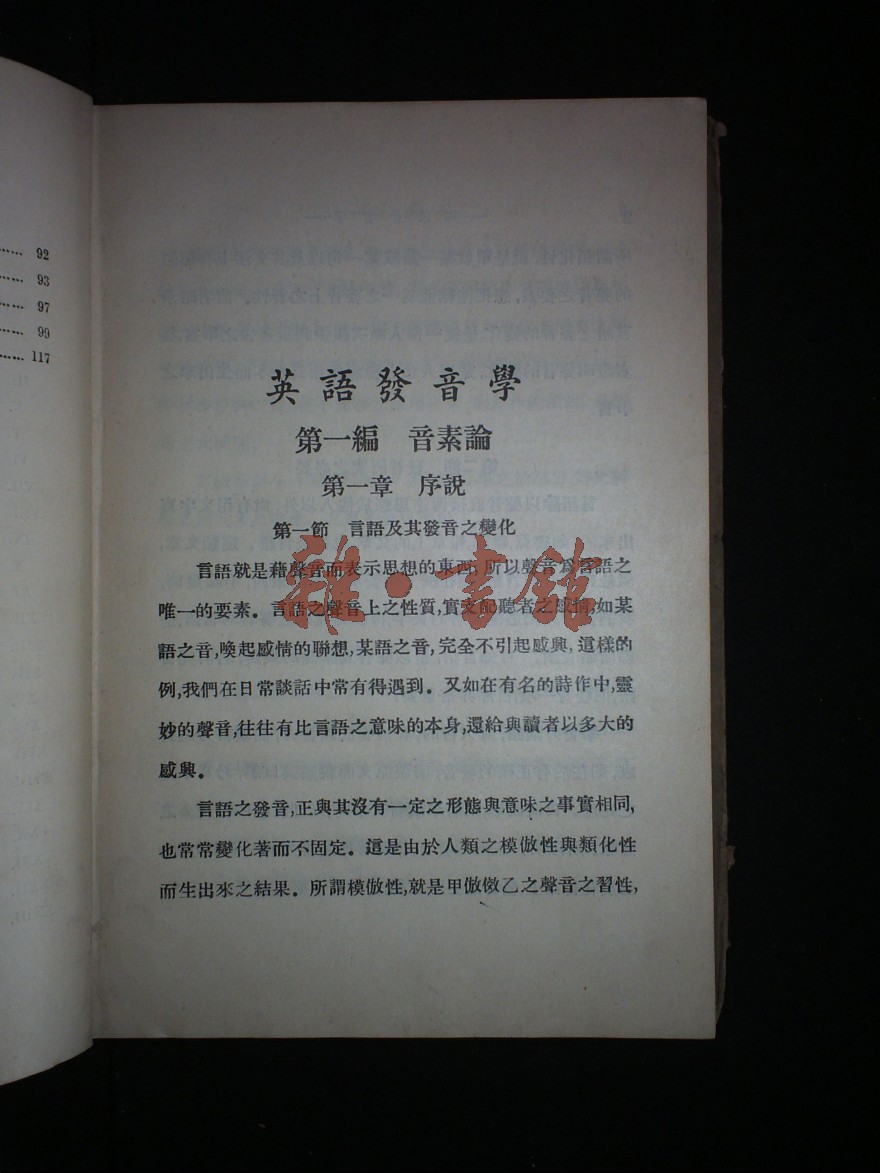 …… 92
…… 93
…… 97
…… 99
…… 117
英語發音學
第一編 音素論
第一章 序説
第一節 言語及其發音之變化
言語就是藉聲音而表示思想的東西,所以聲音爲言語之
唯一的要素。言語之聲音上之性質,實支配聽者之感情,如某
語之音,喚起感情的聯想,某語之音,完全不引起感興,這樣的
例,我們在日常談話中常有得遇到。又如在有名的詩作中,靈
妙的聲音,往往有比言語之意味的本身,還給與讀者以多大的
感興。
言語之發音,正與其沒有一定之形態與意味之事實相同,
也常常變化著而不固定。這是由於人類之模倣性與類化性
而生出來之結果。所謂模倣性,就是甲倣傚乙之聲音之習性,
雜·書館